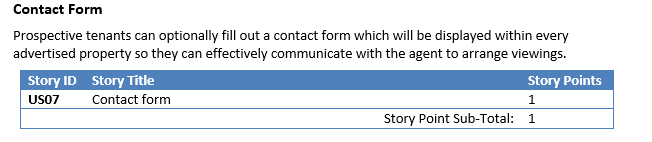 Contact Form
Prospective tenants can optionally fill out a contact form which will be displayed within every
advertised property so they can effectively communicate with the agent to arrange viewings.
Story ID Story Title Story Points
US07 Contact form 1
Story Point Sub-Total: 1